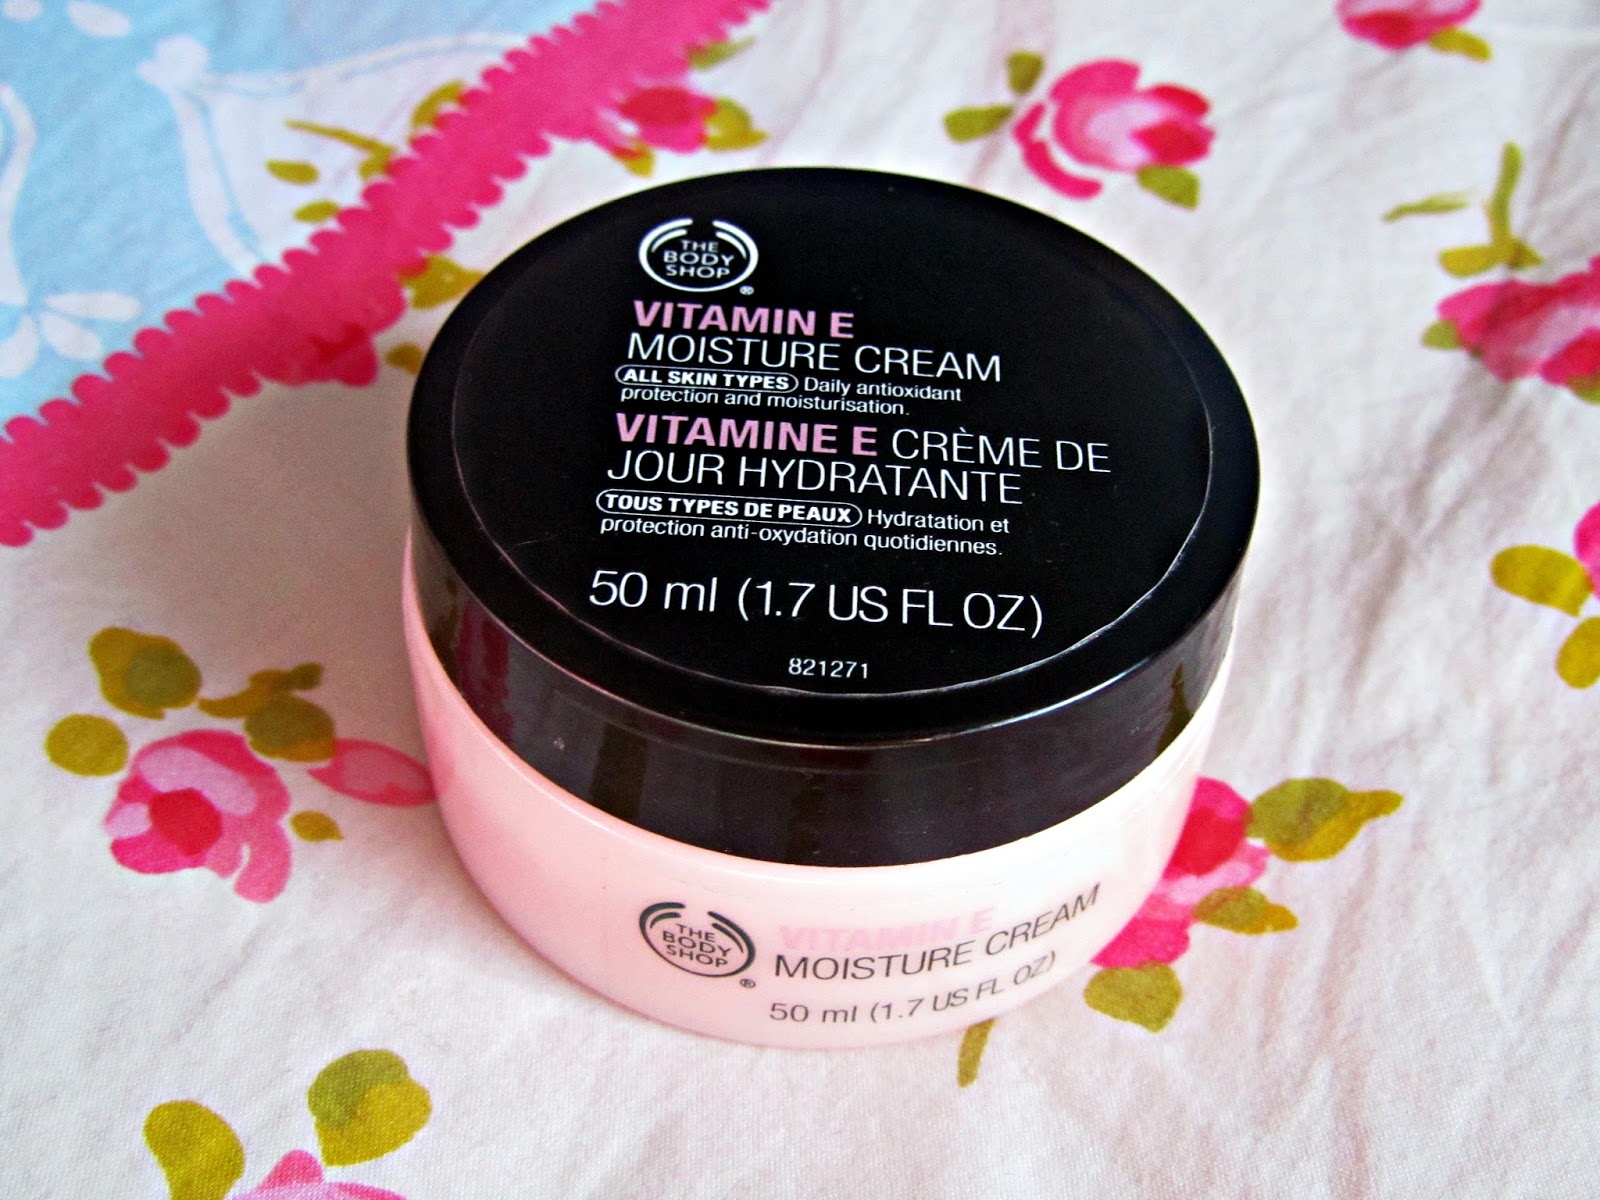 THE
BODY
SHOP
®
VITAMIN E
MOISTURE CREAM
ALL SKIN TYPES Daily antioxidant
protection and moisturisation.
VITAMINE E CRÈME DE
JOUR HYDRATANTE
TOUS TYPES DE PEAUX Hydratation et
protection anti-oxydation quotidiennes.
50 ml (1.7 US FL OZ)
821271
THE
BODY
SHOP
®
VITAMIN E
MOISTURE CREAM
50 ml (1.7 US FL OZ)